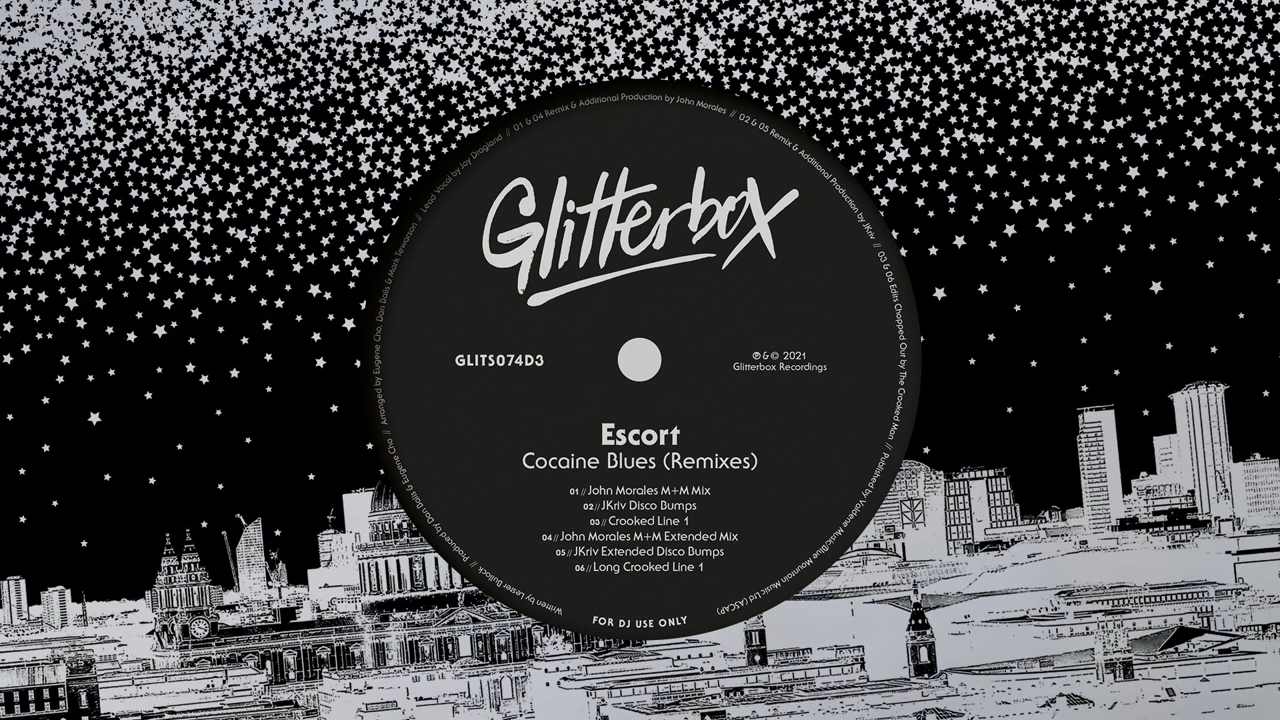 Glitterbox
GLITS074D3
℗ & © 2021
Glitterbox Recordings
Escort
Cocaine Blues (Remixes)
01 // John Morales M+M Mix
02 // JKriv Disco Bumps
03 // Crooked Line 1
04 // John Morales M+M Extended Mix
05 // JKriv Extended Disco Bumps
06 // Long Crooked Line 1
FOR DJ USE ONLY
Written by Lester Bullock // Produced by Dan Balis & Eugene Cho // Arranged by Eugene Cho, Dan Balis & Mark Tewarson // Lead Vocal by Joy Dragland // 01 & 04 Remix & Additional Production by John Morales // 02 & 05 Remix & Additional Production by JKriv // 03 & 06 Edits Chopped Out by The Crooked Man // Published by Volcene Music/Blue Mountain Music Ltd (ASCAP)